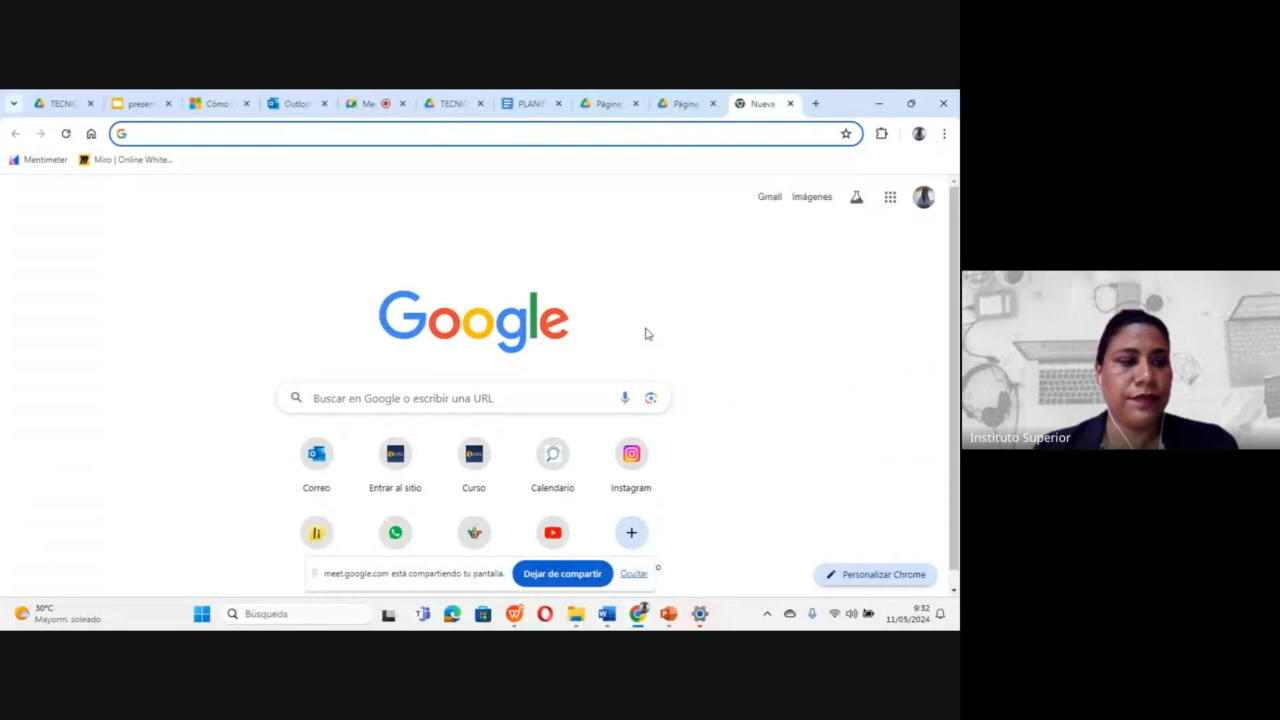 TECNIC
presen
Cómo
Outloo
Me
TECNIC
PLANIF
Página
Página
Nueva
Mentimeter
Miro | Online White...
Gmail
Imágenes
Google
Buscar en Google o escribir una URL
Correo
Entrar al sitio
Curso
Calendario
Instagram
meet.google.com está compartiendo tu pantalla.
Dejar de compartir
Ocultar
Personalizar Chrome
Instituto Superior
30°C
Mayorm. soleado
Búsqueda
9:32
11/05/2024